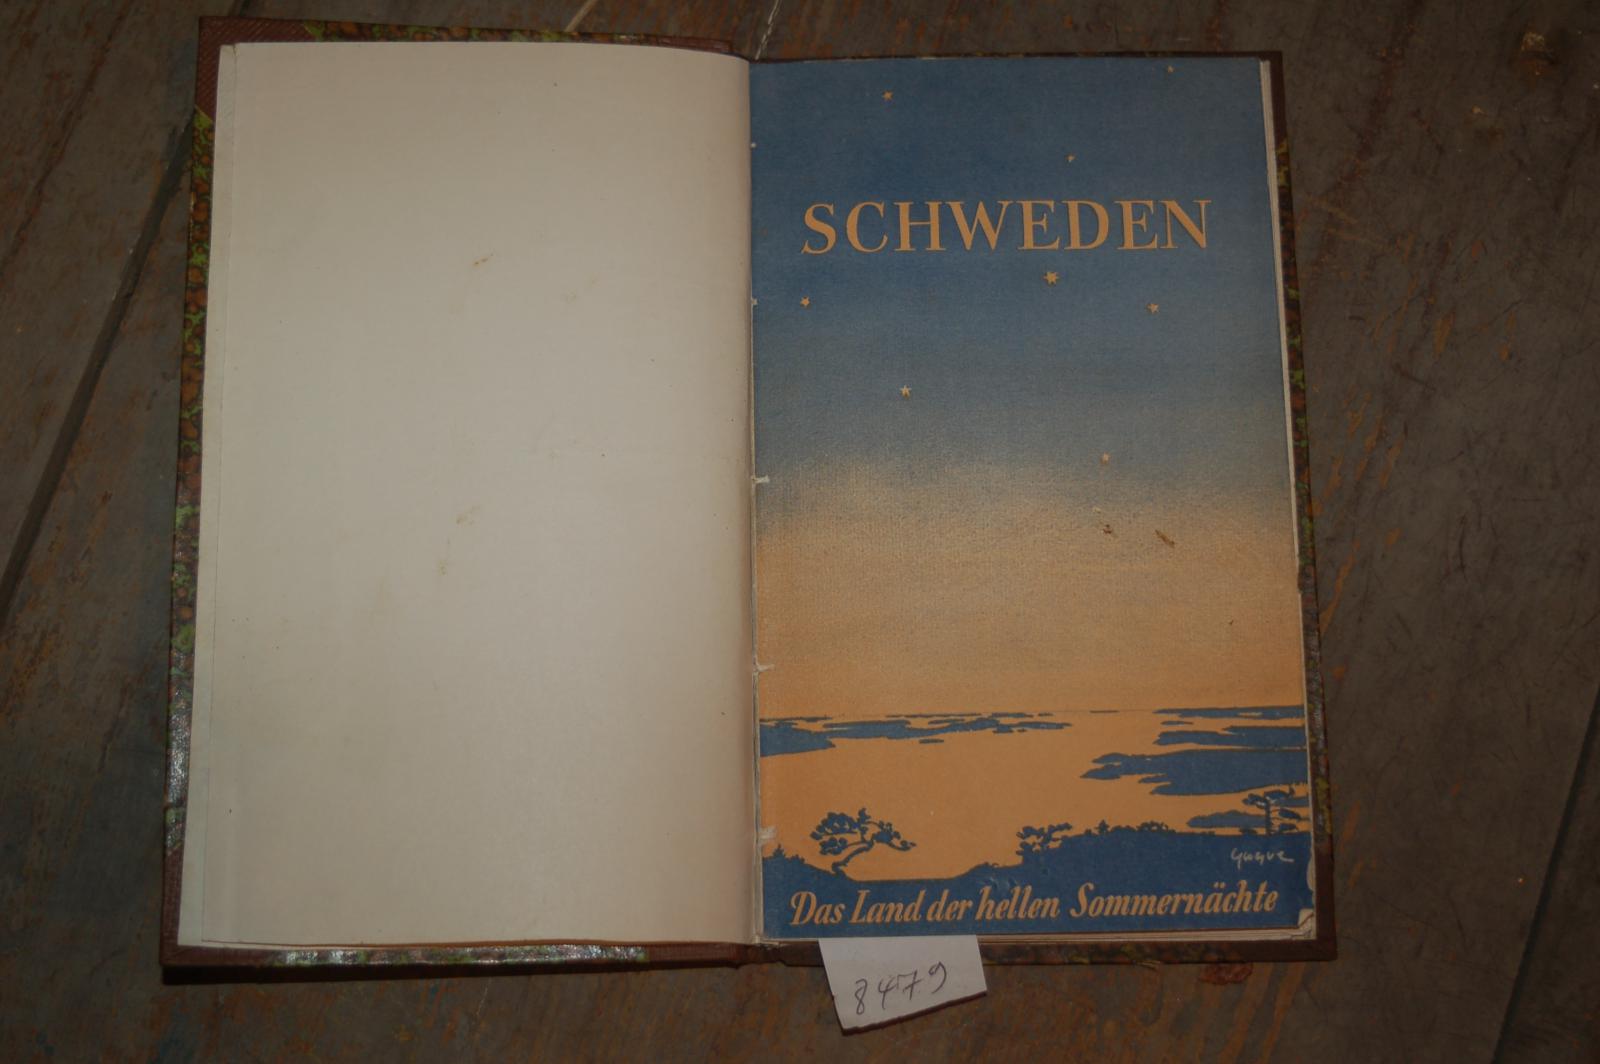 SCHWEDEN
Das Land der hellen Sommernächte
8479